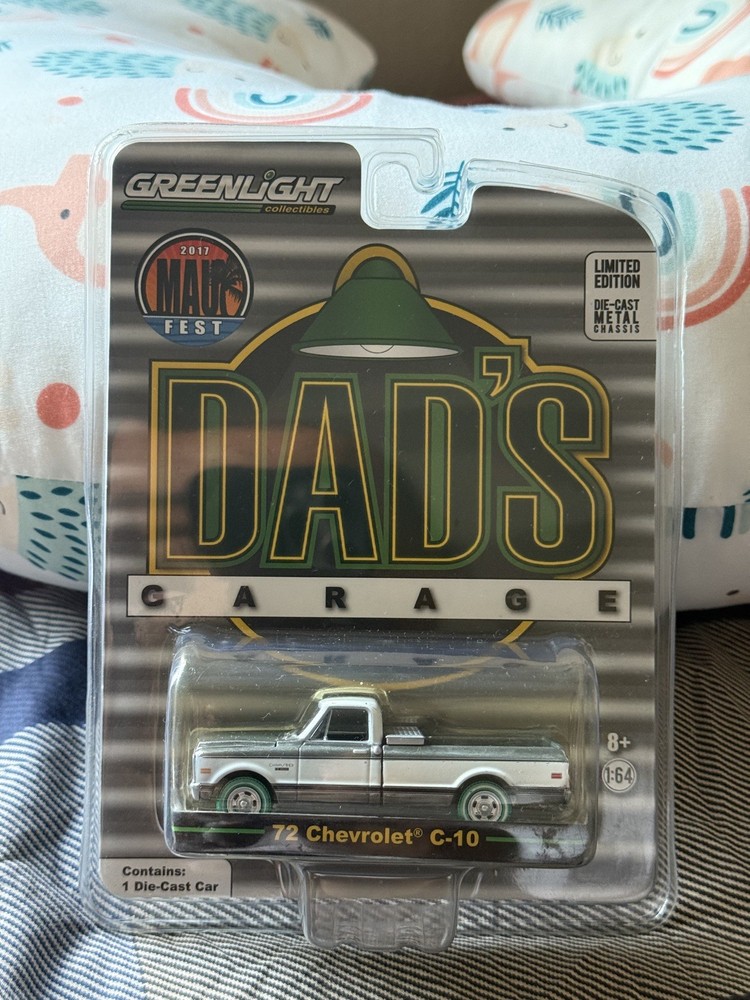 GREENLiGHT
collectibles
2017
MAUI
FEST
LIMITED
EDITION
DIE-CAST
METAL
CHASSIS
DAD'S
GARAGE
8+
1:64
72 Chevrolet® C-10
Contains:
1 Die-Cast Car